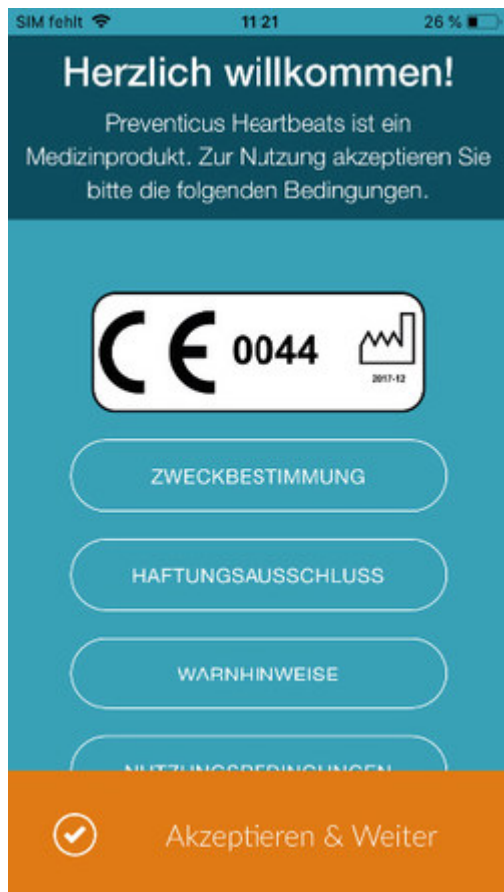 SIM fehlt
11 21
26 %
Herzlich willkommen!
Preventicus Heartbeats ist ein
Medizinprodukt. Zur Nutzung akzeptieren Sie
bitte die folgenden Bedingungen.
CE 0044
2017-12
ZWECKBESTIMMUNG
HAFTUNGSAUSSCHLUSS
WARNHINWEISE
NUTZUNGSBEDINGUNGEN
Akzeptieren & Weiter